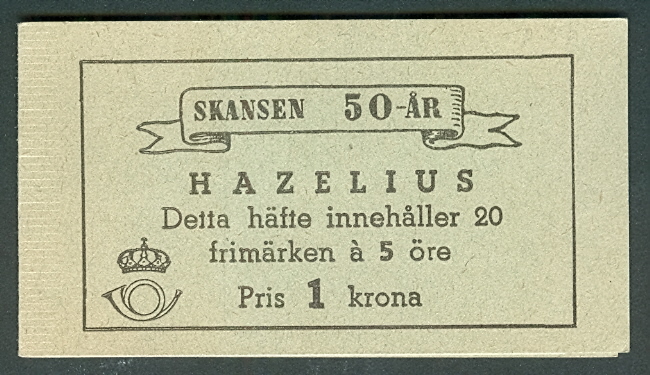 SKANSEN 50-ÅR
HAZELIUS
Detta häfte innehåller 20
frimärken à 5 öre
Pris 1 krona